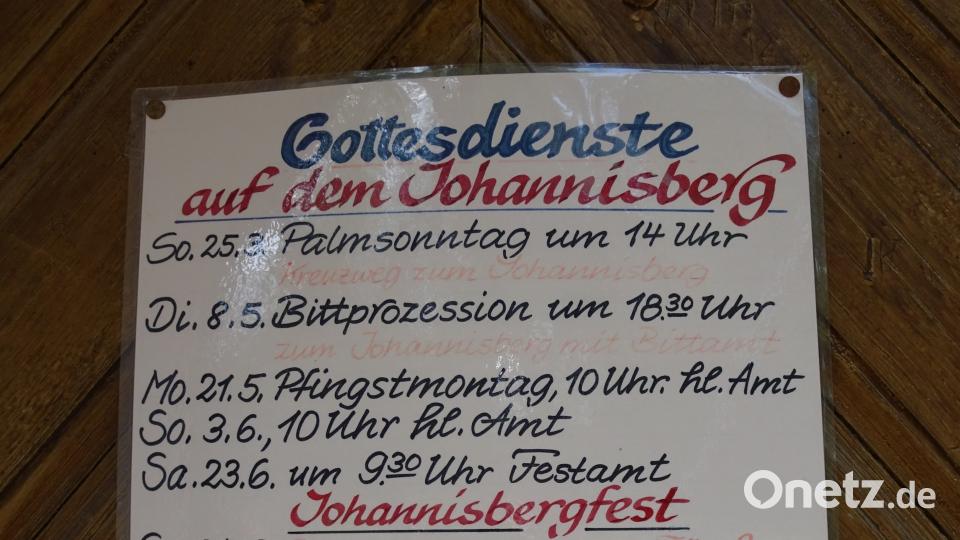 Gottesdienste
auf dem Johannisberg
So. 25.3. Palmsonntag um 14 Uhr
Kreuzweg zum Johannisberg
Di. 8.5. Bittprozession um 18.30 Uhr
zum Johannisberg mit Bittamt
Mo. 21.5. Pfingstmontag, 10 Uhr hl. Amt
So. 3.6., 10 Uhr hl. Amt
Sa. 23.6. um 9.30 Uhr Festamt
Johannisbergfest
Onetz.de